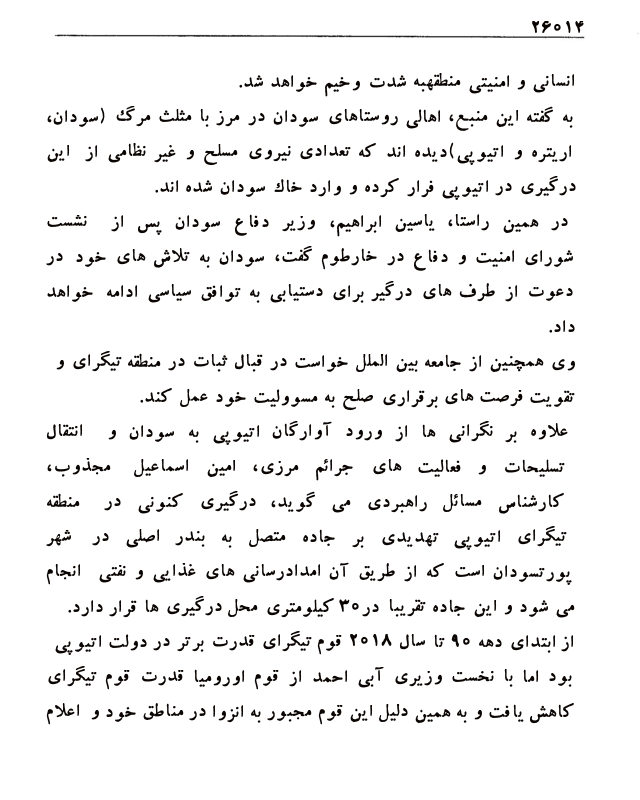 ۲۶۰۱۴
انسانی و امنیتی منطقهبه شدت وخیم خواهد شد.
به گفته این منبع، اهالی روستاهای سودان در مرز با مثلث مرگ (سودان،
اریتره و اتیوپی)دیده اند که تعدادی نیروی مسلح و غیر نظامی از این
درگیری در اتیوپی فرار کرده و وارد خاك سودان شده اند.
در همین راستا، یاسین ابراهیم، وزیر دفاع سودان پس از نشست
شورای امنیت و دفاع در خارطوم گفت، سودان به تلاش های خود در
دعوت از طرف های درگیر برای دستیابی به توافق سیاسی ادامه خواهد
داد.
وی همچنین از جامعه بین الملل خواست در قبال ثبات در منطقه تیگرای و
تقویت فرصت های برقراری صلح به مسوولیت خود عمل کند.
علاوه بر نگرانی ها از ورود آوارگان اتیوپی به سودان و انتقال
تسلیحات و فعالیت های جرائم مرزی، امین اسماعیل مجذوب،
کارشناس مسائل راهبردی می گوید، درگیری کنونی در منطقه
تیگرای اتیوپی تهدیدی بر جاده متصل به بندر اصلی در شهر
پورتسودان است که از طریق آن امدادرسانی های غذایی و نفتی انجام
می شود و این جاده تقریبا در۳۰ کیلومتری محل درگیری ها قرار دارد.
از ابتدای دهه ۹۰ تا سال ۲۰۱۸ قوم تیگرای قدرت برتر در دولت اتیوپی
بود اما با نخست وزیری آبی احمد از قوم اورومیا قدرت قوم تیگرای
کاهش یافت و به همین دلیل این قوم مجبور به انزوا در مناطق خود و اعلام